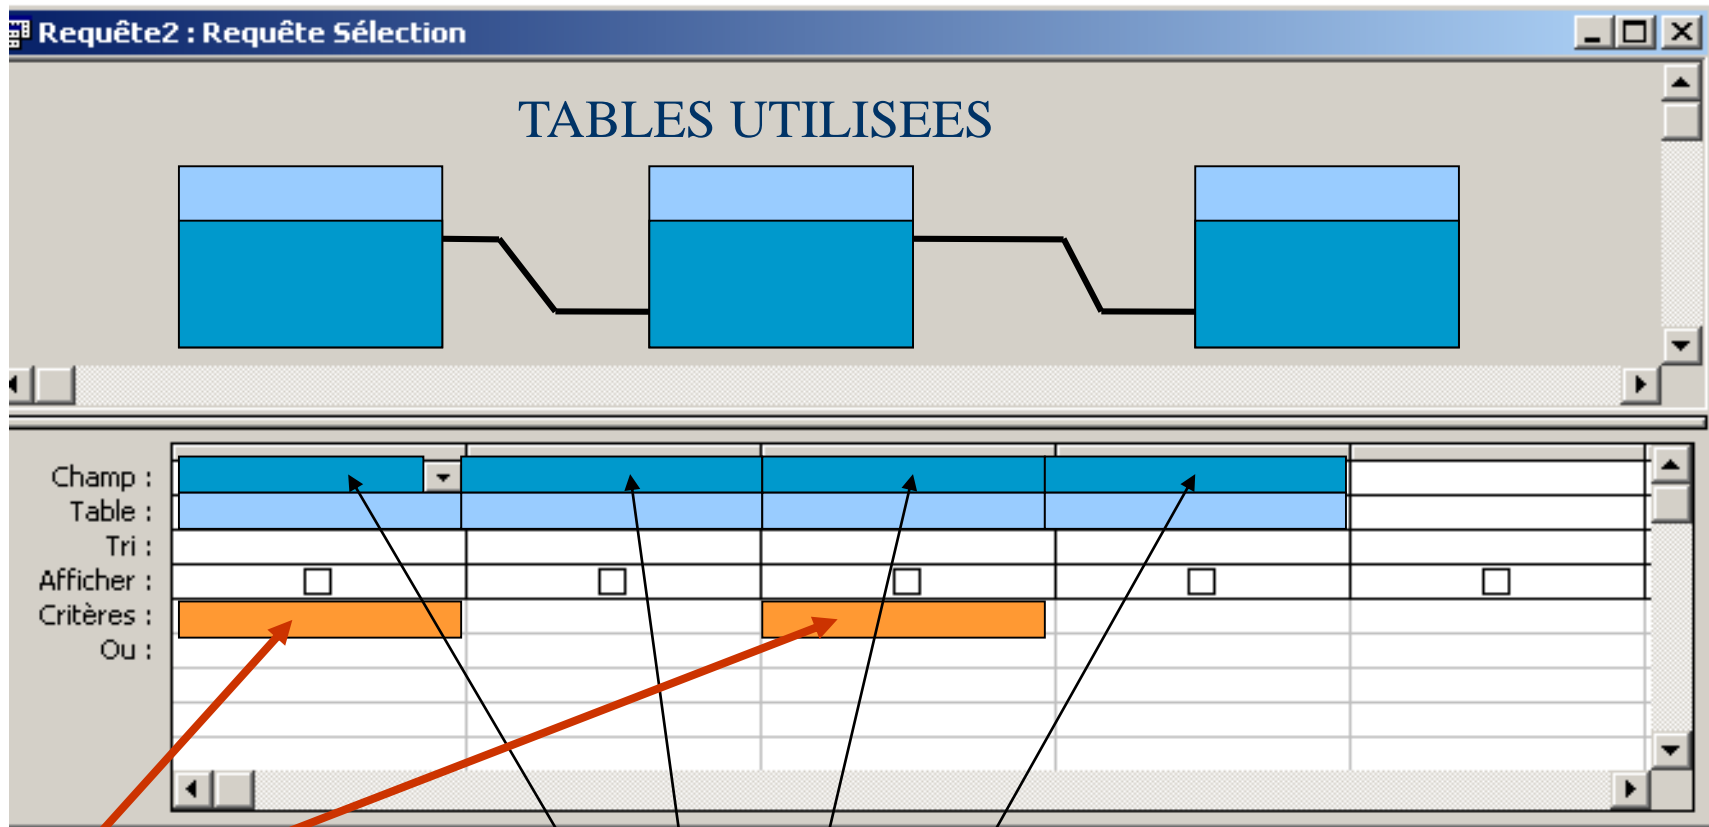 Requête2 : Requête Sélection
TABLES UTILISEES
Champ :
Table :
Tri :
Afficher :
Critères :
Ou :